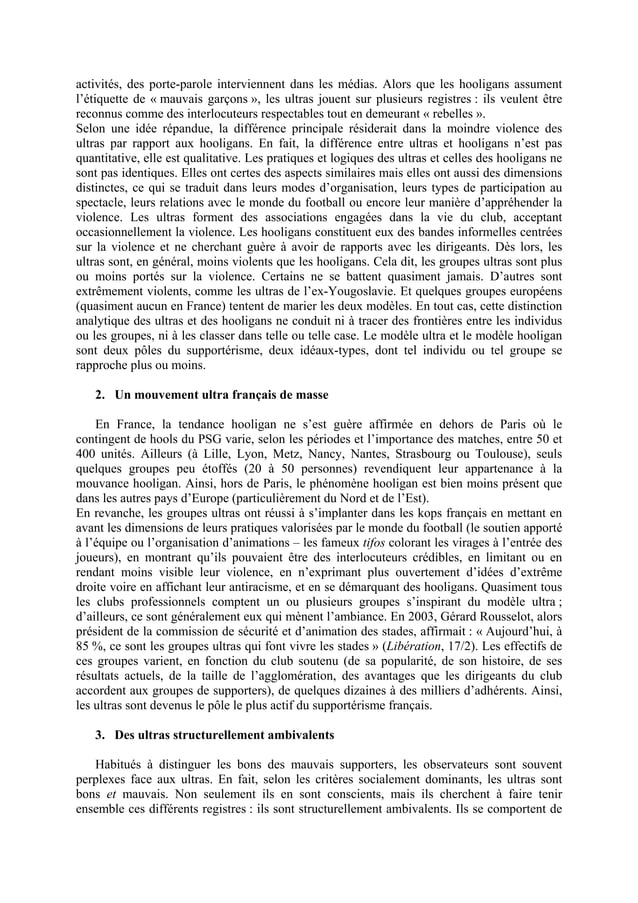 activités, des porte-parole interviennent dans les médias. Alors que les hooligans assument
l’étiquette de « mauvais garçons », les ultras jouent sur plusieurs registres : ils veulent être
reconnus comme des interlocuteurs respectables tout en demeurant « rebelles ».
Selon une idée répandue, la différence principale résiderait dans la moindre violence des
ultras par rapport aux hooligans. En fait, la différence entre ultras et hooligans n’est pas
quantitative, elle est qualitative. Les pratiques et logiques des ultras et celles des hooligans ne
sont pas identiques. Elles ont certes des aspects similaires mais elles ont aussi des dimensions
distinctes, ce qui se traduit dans leurs modes d’organisation, leurs types de participation au
spectacle, leurs relations avec le monde du football ou encore leur manière d’appréhender la
violence. Les ultras forment des associations engagées dans la vie du club, acceptant
occasionnellement la violence. Les hooligans constituent eux des bandes informelles centrées
sur la violence et ne cherchant guère à avoir de rapports avec les dirigeants. Dès lors, les
ultras sont, en général, moins violents que les hooligans. Cela dit, les groupes ultras sont plus
ou moins portés sur la violence. Certains ne se battent quasiment jamais. D’autres sont
extrêmement violents, comme les ultras de l’ex-Yougoslavie. Et quelques groupes européens
(quasiment aucun en France) tentent de marier les deux modèles. En tout cas, cette distinction
analytique des ultras et des hooligans ne conduit ni à tracer des frontières entre les individus
ou les groupes, ni à les classer dans telle ou telle case. Le modèle ultra et le modèle hooligan
sont deux pôles du supportérisme, deux idéaux-types, dont tel individu ou tel groupe se
rapproche plus ou moins.
2. Un mouvement ultra français de masse
En France, la tendance hooligan ne s’est guère affirmée en dehors de Paris où le
contingent de hools du PSG varie, selon les périodes et l’importance des matches, entre 50 et
400 unités. Ailleurs (à Lille, Lyon, Metz, Nancy, Nantes, Strasbourg ou Toulouse), seuls
quelques groupes peu étoffés (20 à 50 personnes) revendiquent leur appartenance à la
mouvance hooligan. Ainsi, hors de Paris, le phénomène hooligan est bien moins présent que
dans les autres pays d’Europe (particulièrement du Nord et de l’Est).
En revanche, les groupes ultras ont réussi à s’implanter dans les kops français en mettant en
avant les dimensions de leurs pratiques valorisées par le monde du football (le soutien apporté
à l’équipe ou l’organisation d’animations – les fameux tifos colorant les virages à l’entrée des
joueurs), en montrant qu’ils pouvaient être des interlocuteurs crédibles, en limitant ou en
rendant moins visible leur violence, en n’exprimant plus ouvertement d’idées d’extrême
droite voire en affichant leur antiracisme, et en se démarquant des hooligans. Quasiment tous
les clubs professionnels comptent un ou plusieurs groupes s’inspirant du modèle ultra ;
d’ailleurs, ce sont généralement eux qui mènent l’ambiance. En 2003, Gérard Rousselot, alors
président de la commission de sécurité et d’animation des stades, affirmait : « Aujourd’hui, à
85 %, ce sont les groupes ultras qui font vivre les stades » (Libération, 17/2). Les effectifs de
ces groupes varient, en fonction du club soutenu (de sa popularité, de son histoire, de ses
résultats actuels, de la taille de l’agglomération, des avantages que les dirigeants du club
accordent aux groupes de supporters), de quelques dizaines à des milliers d’adhérents. Ainsi,
les ultras sont devenus le pôle le plus actif du supportérisme français.
3. Des ultras structurellement ambivalents
Habitués à distinguer les bons des mauvais supporters, les observateurs sont souvent
perplexes face aux ultras. En fait, selon les critères socialement dominants, les ultras sont
bons et mauvais. Non seulement ils en sont conscients, mais ils cherchent à faire tenir
ensemble ces différents registres : ils sont structurellement ambivalents. Ils se comportent de